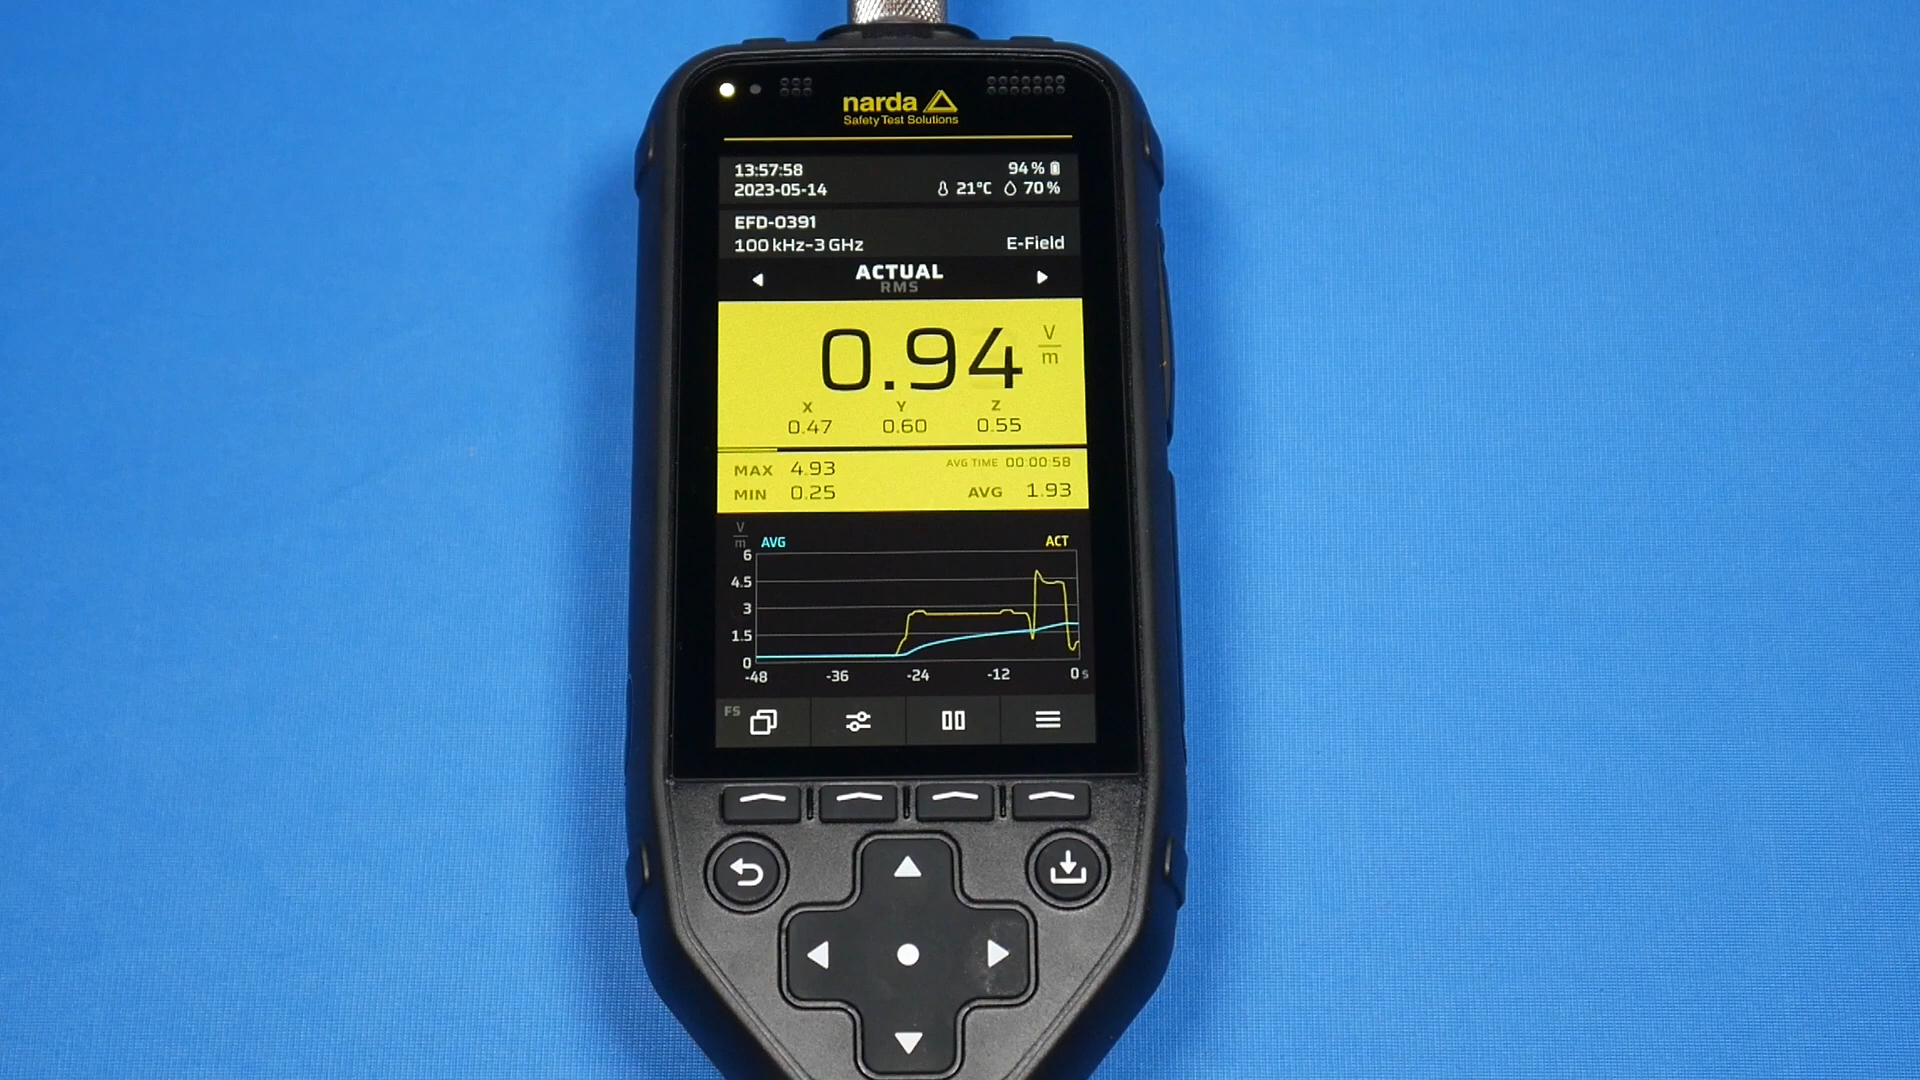 narda
Safety Test Solutions
13:57:58 94 %
2023-05-14 21°C 70 %
EFD-0391
100 kHz-3 GHz E-Field
ACTUAL
RMS
0.94 V/m
X Y Z
0.47 0.60 0.55
MAX 4.93 AVG TIME 00:00:58
MIN 0.25 AVG 1.93
V/m AVG ACT
6
4.5
3
1.5
0
-48 -36 -24 -12 0 s
FS